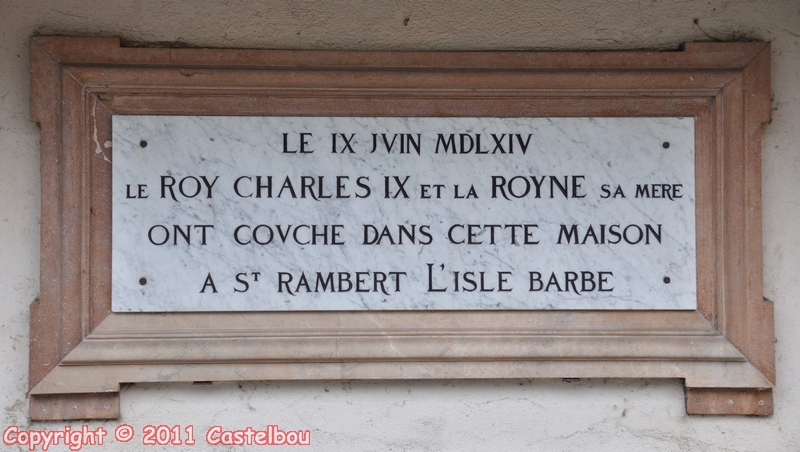 LE IX JVIN MDLXIV
LE ROY CHARLES IX ET LA ROYNE SA MERE
ONT COVCHE DANS CETTE MAISON
A ST RAMBERT L'ISLE BARBE
Copyright © 2011 Castelbou